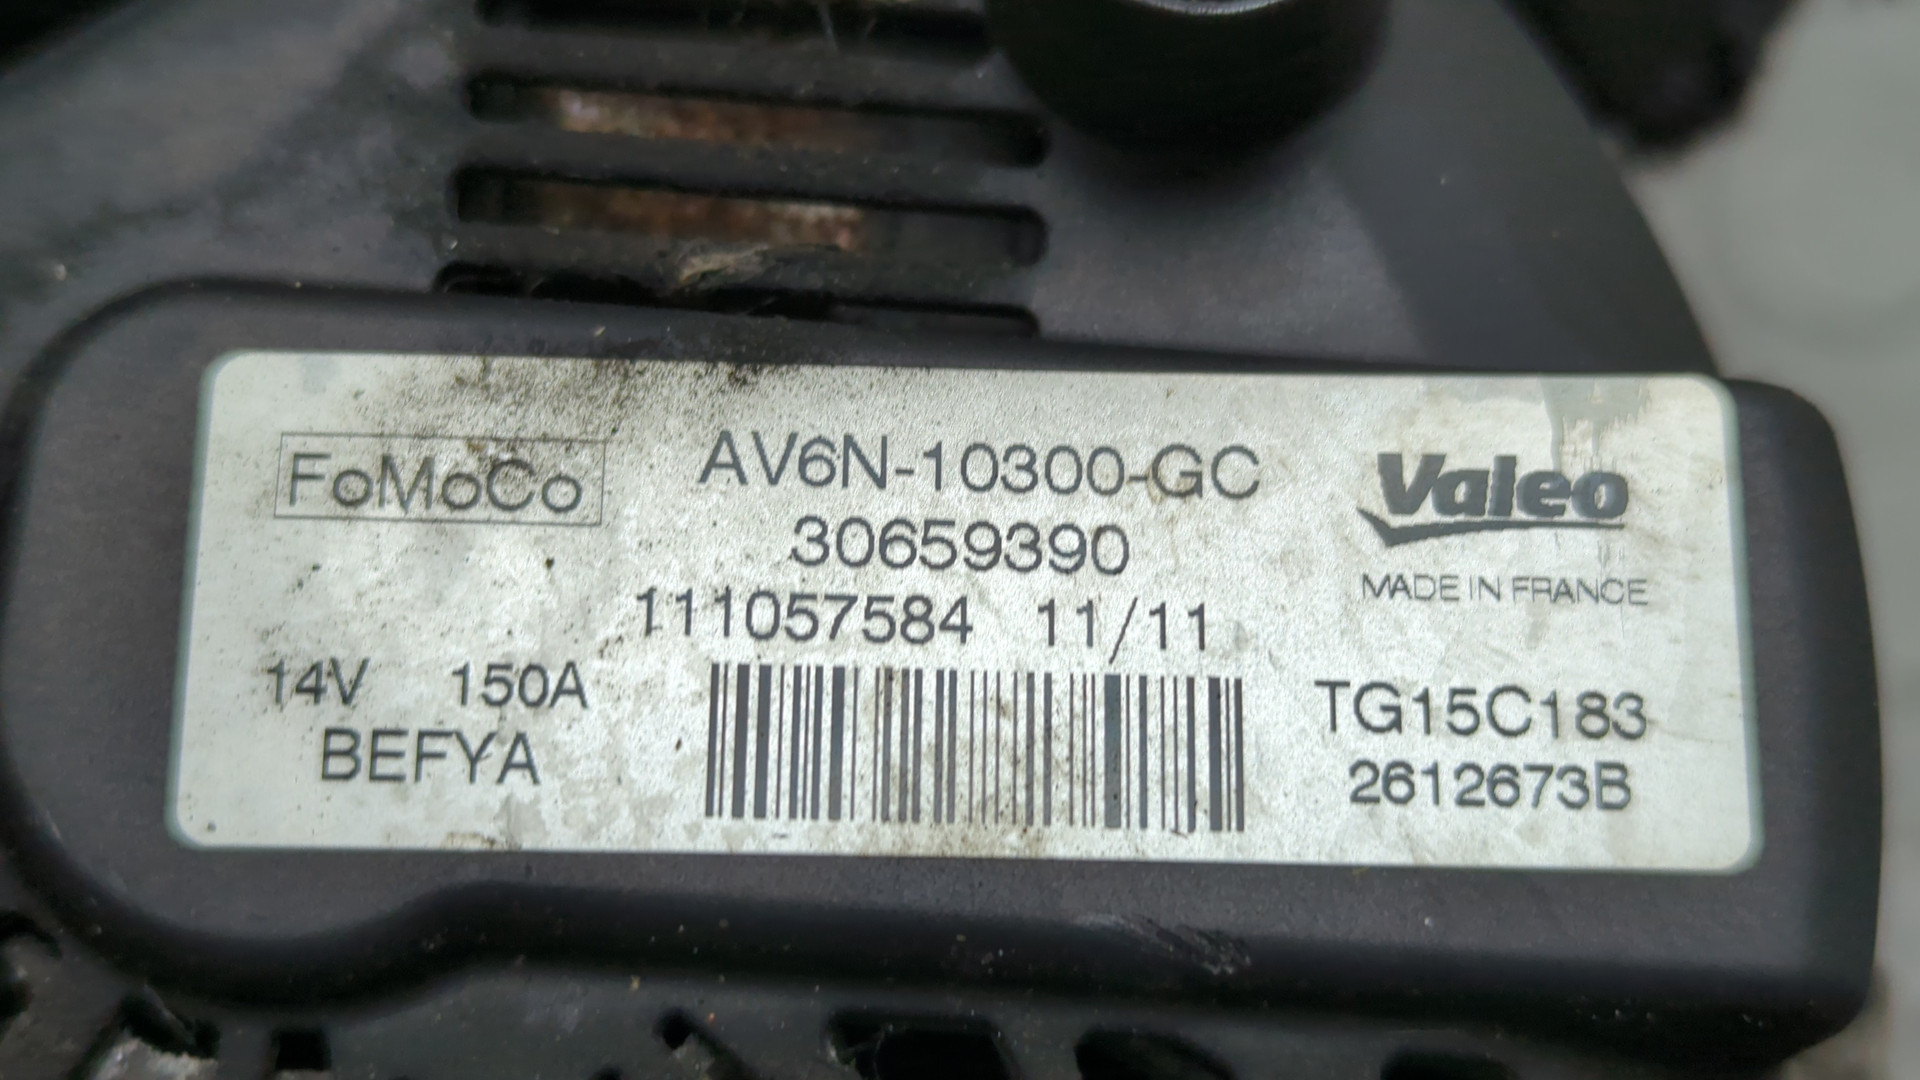 FoMoCo AV6N-10300-GC Valeo
30659390
MADE IN FRANCE
111057584 11/11
14V 150A TG15C183
BEFYA 2612673B